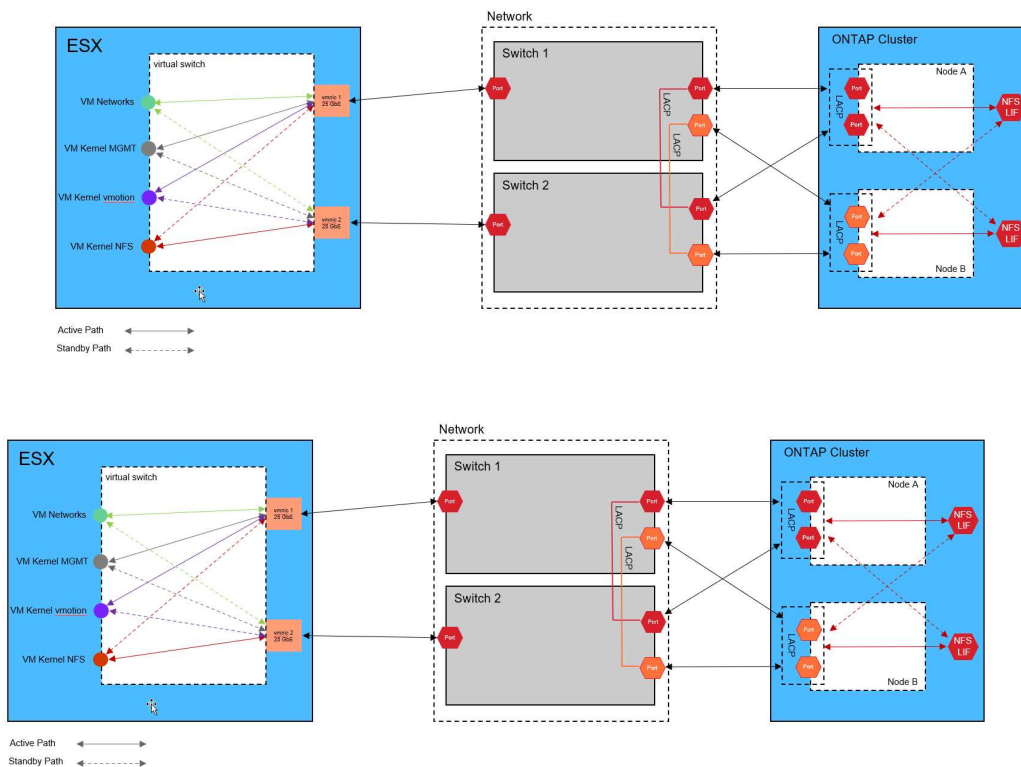 Network
ESX
virtual switch
VM Networks
VM Kernel MGMT
VM Kernel vmotion
VM Kernel NFS
vmnic 1
25 GbE
vmnic 2
25 GbE
Switch 1
Port
Port
Port
LACP
LACP
Switch 2
Port
Port
Port
ONTAP Cluster
Node A
LACP
Port
Port
NFS
LIF
LACP
Port
Port
NFS
LIF
Node B
Active Path
Standby Path
Network
ESX
virtual switch
VM Networks
VM Kernel MGMT
VM Kernel vmotion
VM Kernel NFS
vmnic 1
25 GbE
vmnic 2
25 GbE
Switch 1
Port
Port
Port
LACP
LACP
Switch 2
Port
Port
Port
ONTAP Cluster
Node A
LACP
Port
Port
NFS
LIF
LACP
Port
Port
NFS
LIF
Node B
Active Path
Standby Path